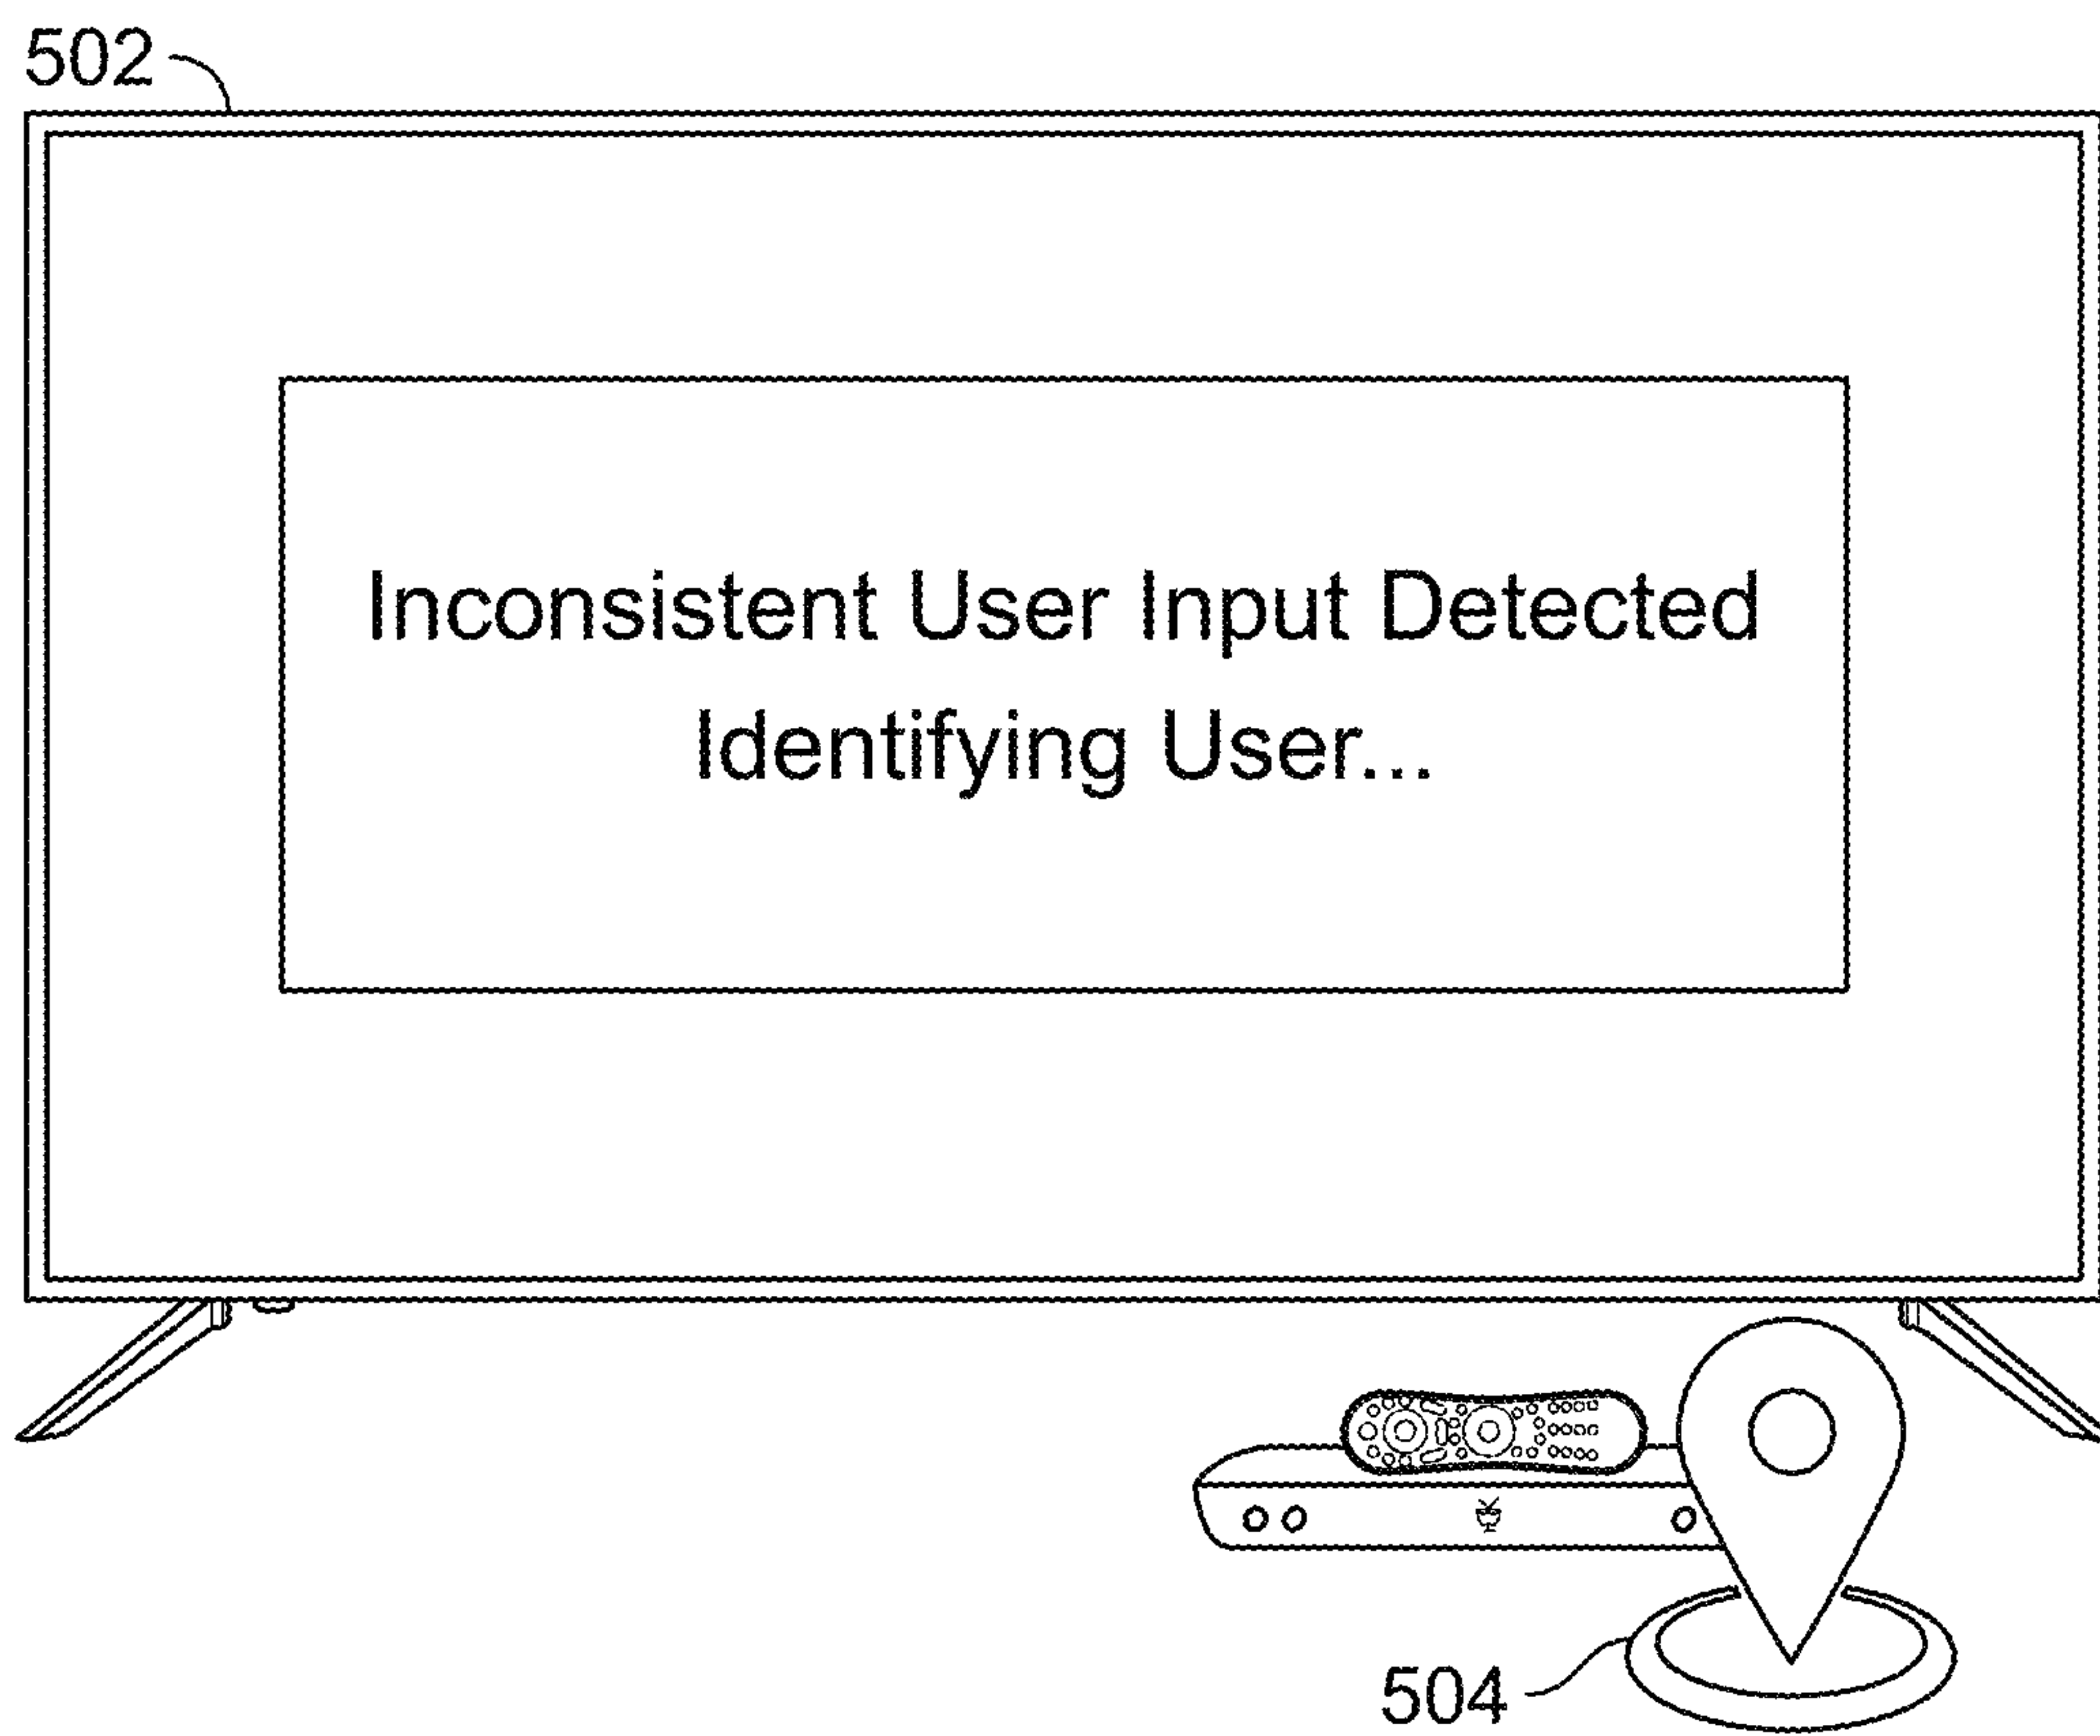 502
Inconsistent User Input Detected
Identifying User...
504